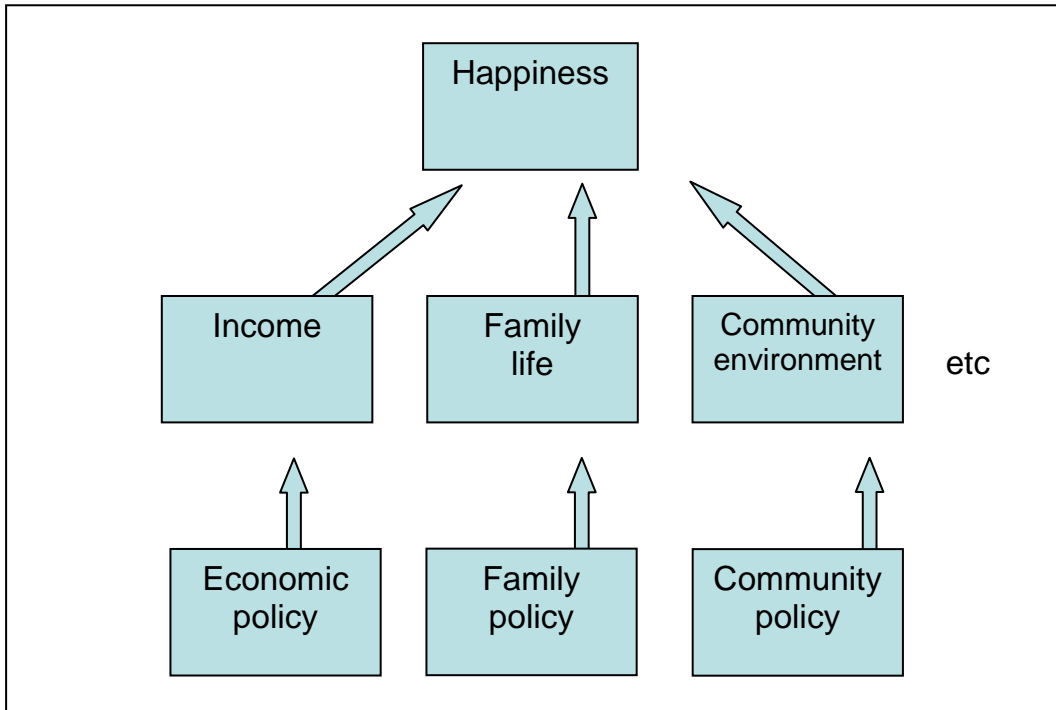 Happiness
Income
Family
life
Community
environment
etc
Economic
policy
Family
policy
Community
policy